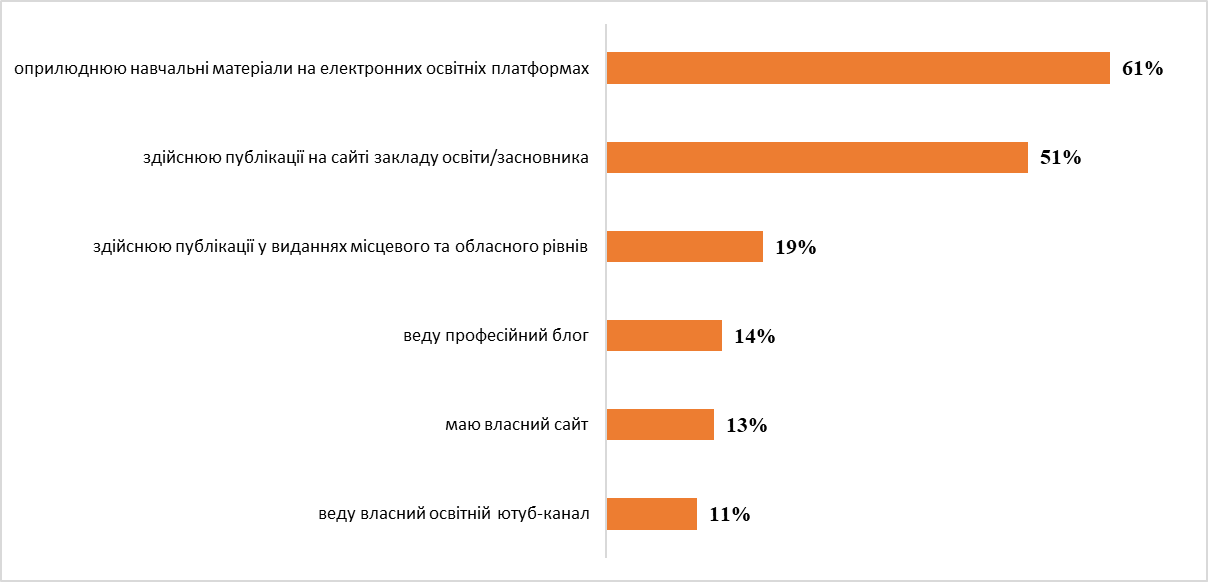 оприлюднюю навчальні матеріали на електронних освітніх платформах 61%
здійснюю публікації на сайті закладу освіти/засновника 51%
здійснюю публікації у виданнях місцевого та обласного рівнів 19%
веду професійний блог 14%
маю власний сайт 13%
веду власний освітній ютуб-канал 11%